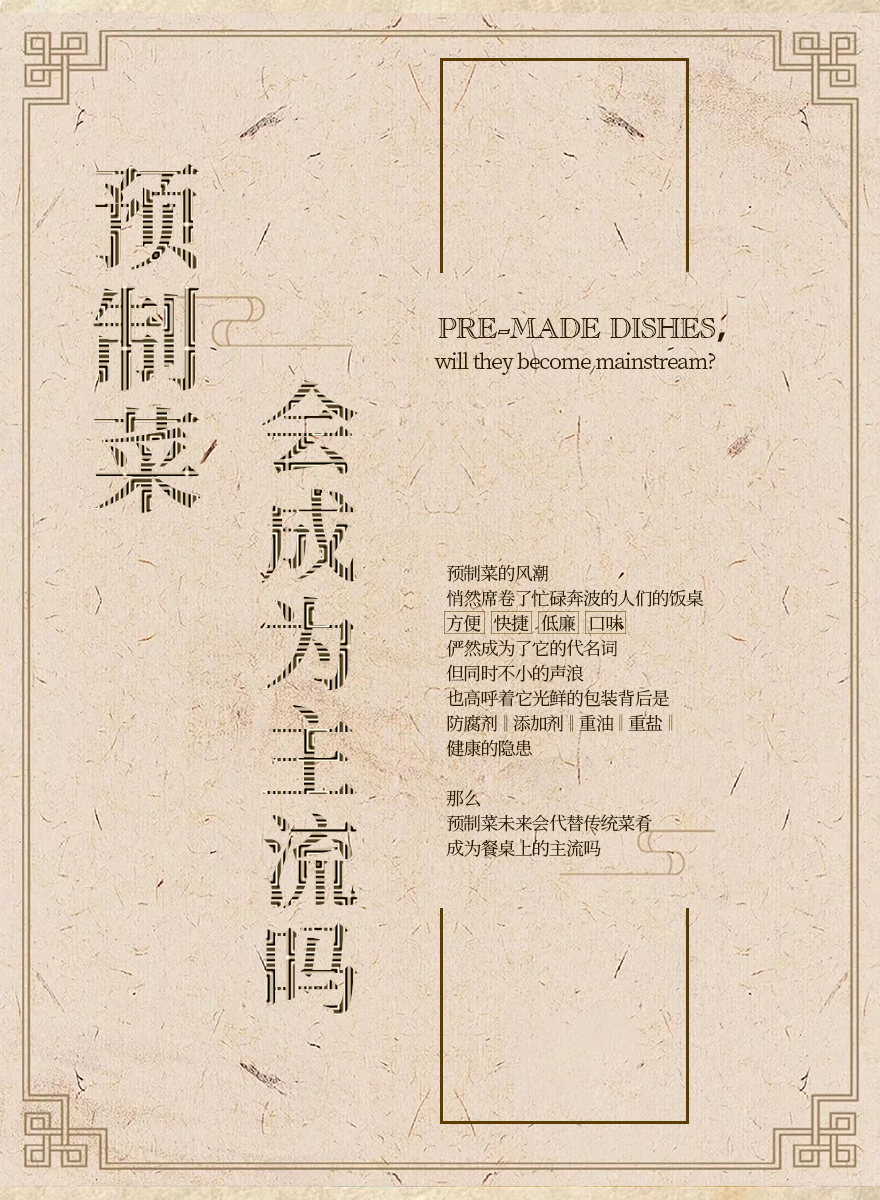 预制菜
会成为主流吗
PRE-MADE DISHES,
will they become mainstream?
预制菜的风潮
悄然席卷了忙碌奔波的人们的饭桌
方便 快捷 低廉 口味
俨然成为了它的代名词
但同时不小的声浪
也高呼着它光鲜的包装背后是
防腐剂‖添加剂‖重油‖重盐‖
健康的隐患
那么
预制菜未来会代替传统菜肴
成为餐桌上的主流吗